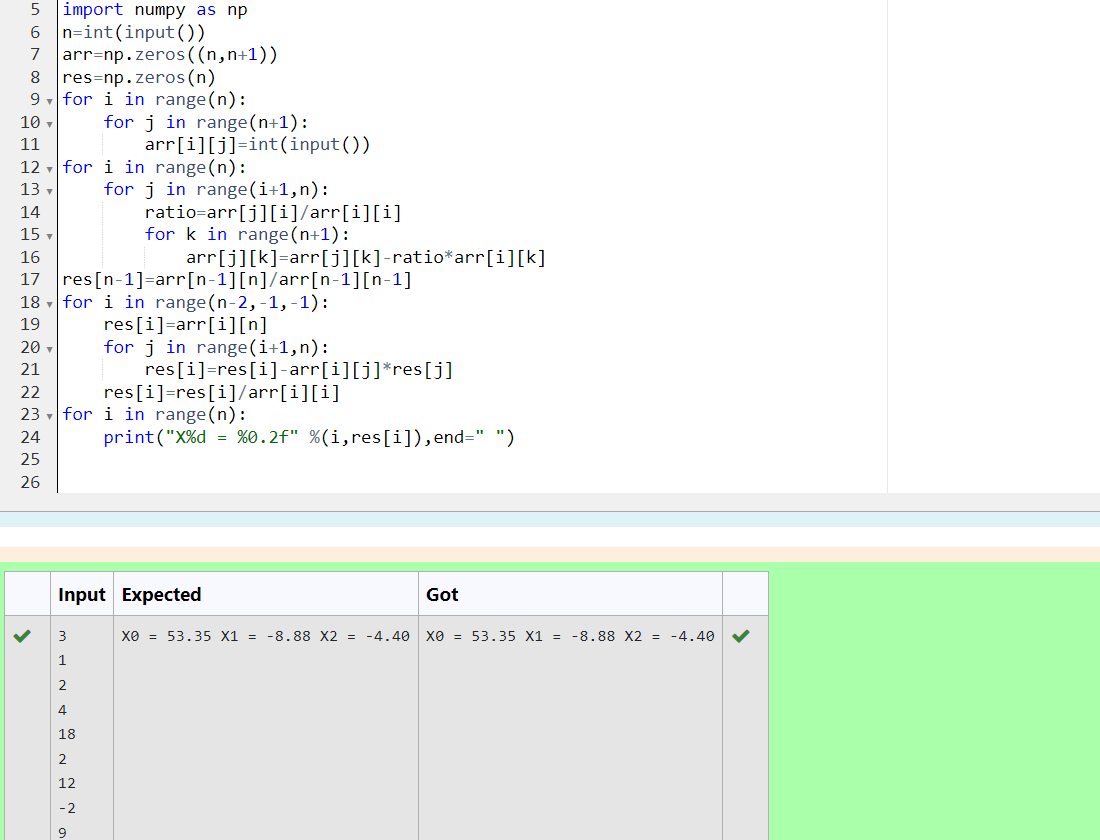 5 import numpy as np
6 n=int(input())
7 arr=np.zeros((n,n+1))
8 res=np.zeros(n)
9 for i in range(n):
10     for j in range(n+1):
11         arr[i][j]=int(input())
12 for i in range(n):
13     for j in range(i+1,n):
14         ratio=arr[j][i]/arr[i][i]
15         for k in range(n+1):
16             arr[j][k]=arr[j][k]-ratio*arr[i][k]
17 res[n-1]=arr[n-1][n]/arr[n-1][n-1]
18 for i in range(n-2,-1,-1):
19     res[i]=arr[i][n]
20     for j in range(i+1,n):
21         res[i]=res[i]-arr[i][j]*res[j]
22     res[i]=res[i]/arr[i][i]
23 for i in range(n):
24     print("X%d = %0.2f" %(i,res[i]),end=" ")
25
26
Input Expected Got
3 X0 = 53.35 X1 = -8.88 X2 = -4.40 X0 = 53.35 X1 = -8.88 X2 = -4.40
1
2
4
18
2
12
-2
9